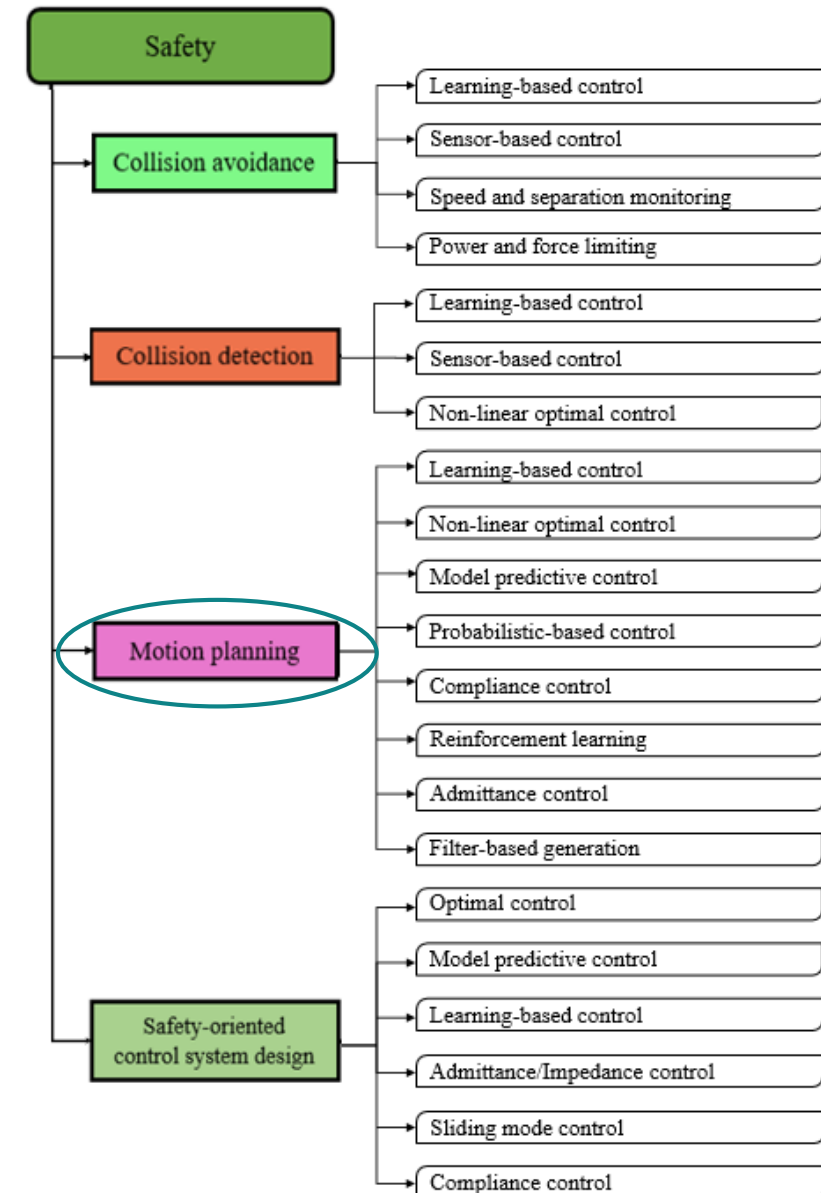 Safety
Collision avoidance
Learning-based control
Sensor-based control
Speed and separation monitoring
Power and force limiting
Collision detection
Learning-based control
Sensor-based control
Non-linear optimal control
Motion planning
Learning-based control
Non-linear optimal control
Model predictive control
Probabilistic-based control
Compliance control
Reinforcement learning
Admittance control
Filter-based generation
Safety-oriented
control system design
Optimal control
Model predictive control
Learning-based control
Admittance/Impedance control
Sliding mode control
Compliance control